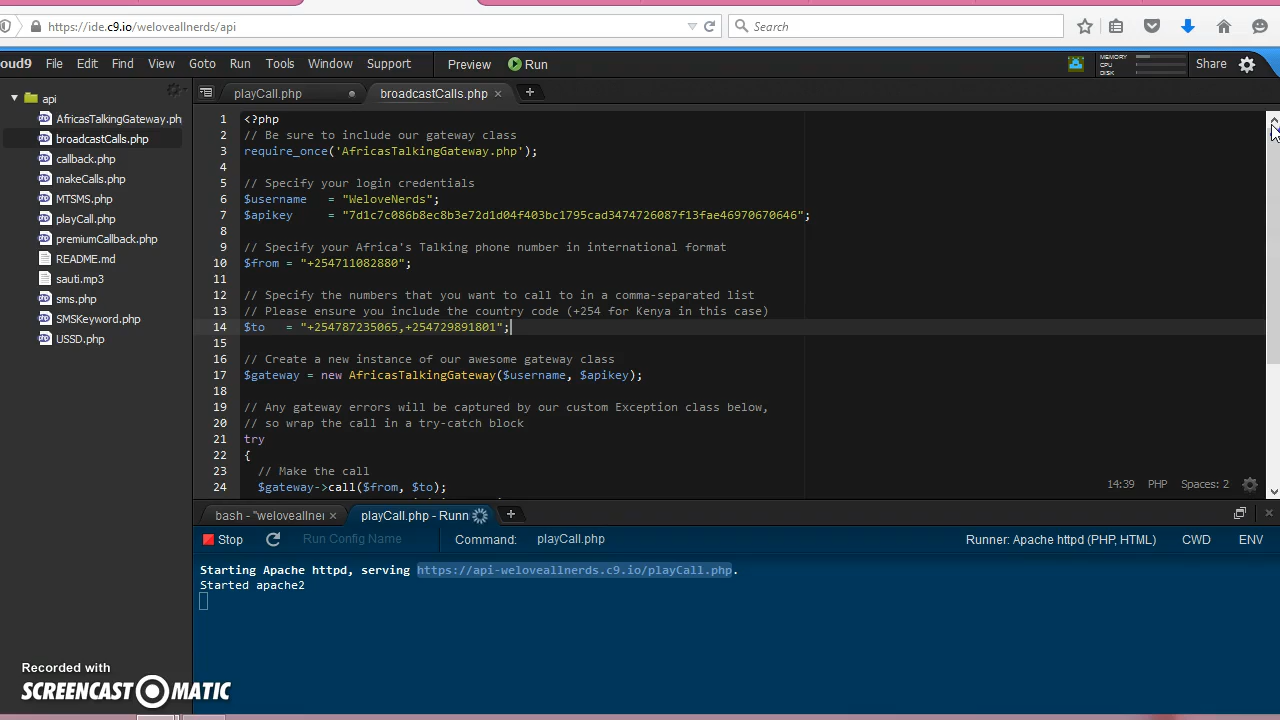 https://ide.c9.io/weloveallnerds/api
Search
oud9 File Edit Find View Goto Run Tools Window Support Preview Run MEMORY CPU DISK Share
api
AfricasTalkingGateway.ph
broadcastCalls.php
callback.php
makeCalls.php
MTSMS.php
playCall.php
premiumCallback.php
README.md
sauti.mp3
sms.php
SMSKeyword.php
USSD.php
playCall.php broadcastCalls.php
1 <?php
2 // Be sure to include our gateway class
3 require_once('AfricasTalkingGateway.php');
4
5 // Specify your login credentials
6 $username   = "WeloveNerds";
7 $apikey     = "7d1c7c086b8ec8b3e72d1d04f403bc1795cad3474726087f13fae46970670646";
8
9 // Specify your Africa's Talking phone number in international format
10 $from = "+254711082880";
11
12 // Specify the numbers that you want to call to in a comma-separated list
13 // Please ensure you include the country code (+254 for Kenya in this case)
14 $to   = "+254787235065,+254729891801";
15
16 // Create a new instance of our awesome gateway class
17 $gateway = new AfricasTalkingGateway($username, $apikey);
18
19 // Any gateway errors will be captured by our custom Exception class below,
20 // so wrap the call in a try-catch block
21 try
22 {
23   // Make the call
24   $gateway->call($from, $to);
14:39 PHP Spaces: 2
bash - "weloveallner playCall.php - Runn
Stop Run Config Name Command: playCall.php Runner: Apache httpd (PHP, HTML) CWD ENV
Starting Apache httpd, serving https://api-weloveallnerds.c9.io/playCall.php.
Started apache2
Recorded with
SCREENCAST MATIC